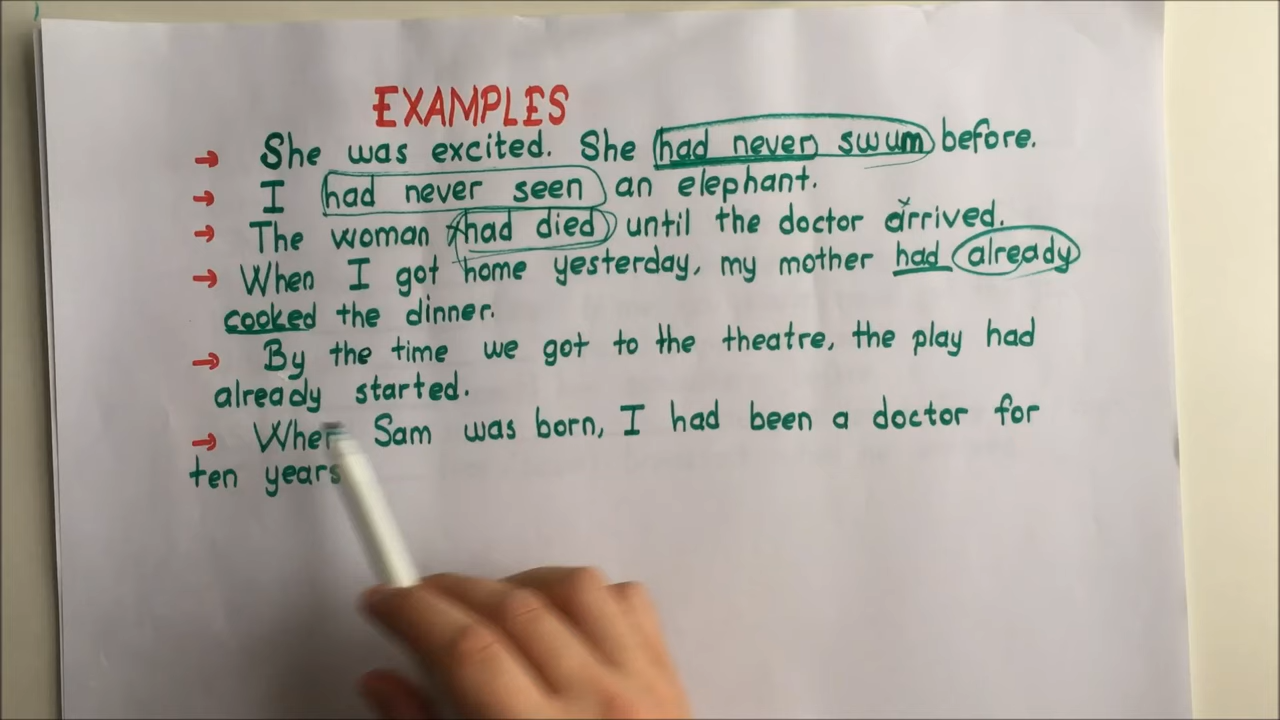 EXAMPLES
→ She was excited. She had never swum before.
→ I had never seen an elephant.
→ The woman had died until the doctor arrived.
→ When I got home yesterday, my mother had already
cooked the dinner.
→ By the time we got to the theatre, the play had
already started.
→ When Sam was born, I had been a doctor for
ten years